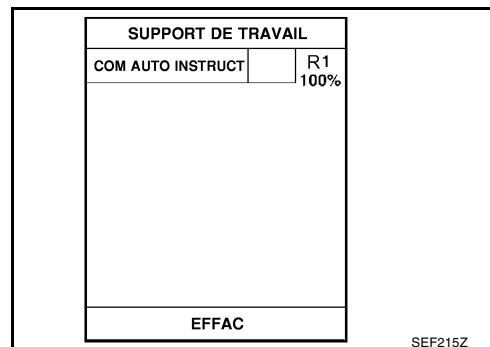 SUPPORT DE TRAVAIL
COM AUTO INSTRUCT R1
100%
EFFAC
SEF215Z